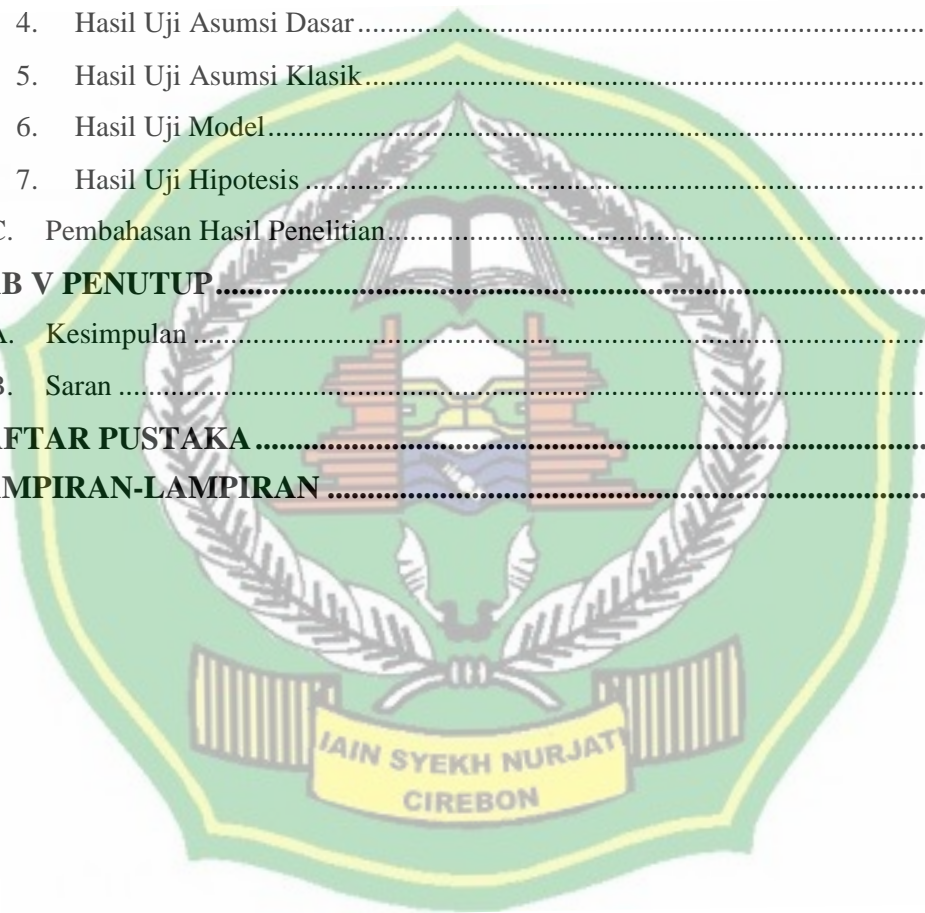 4. Hasil Uji Asumsi Dasar ........................................................................
5. Hasil Uji Asumsi Klasik ........................................................................
6. Hasil Uji Model ........................................................................
7. Hasil Uji Hipotesis ........................................................................
C. Pembahasan Hasil Penelitian ........................................................................
B V PENUTUP ........................................................................
A. Kesimpulan ........................................................................
B. Saran ........................................................................
AFTAR PUSTAKA ........................................................................
AMPIRAN-LAMPIRAN ........................................................................
IAIN SYEKH NURJATI
CIREBON